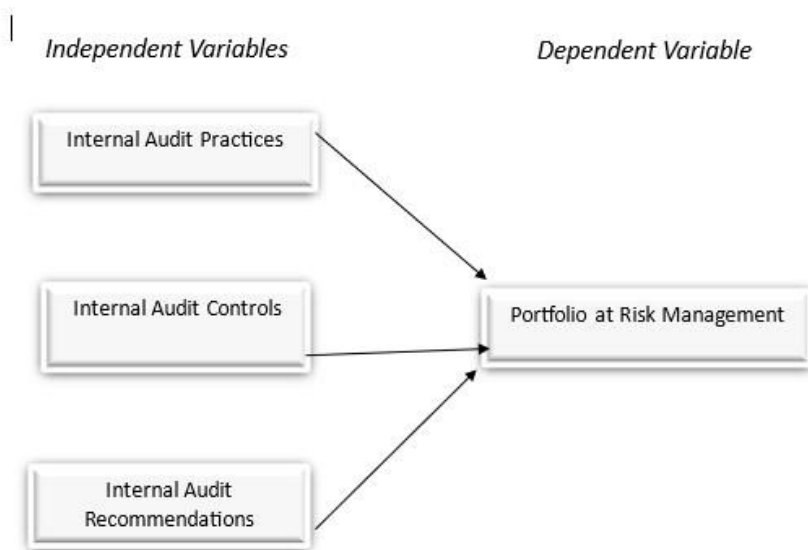 Independent Variables
Dependent Variable
Internal Audit Practices
Internal Audit Controls
Portfolio at Risk Management
Internal Audit
Recommendations